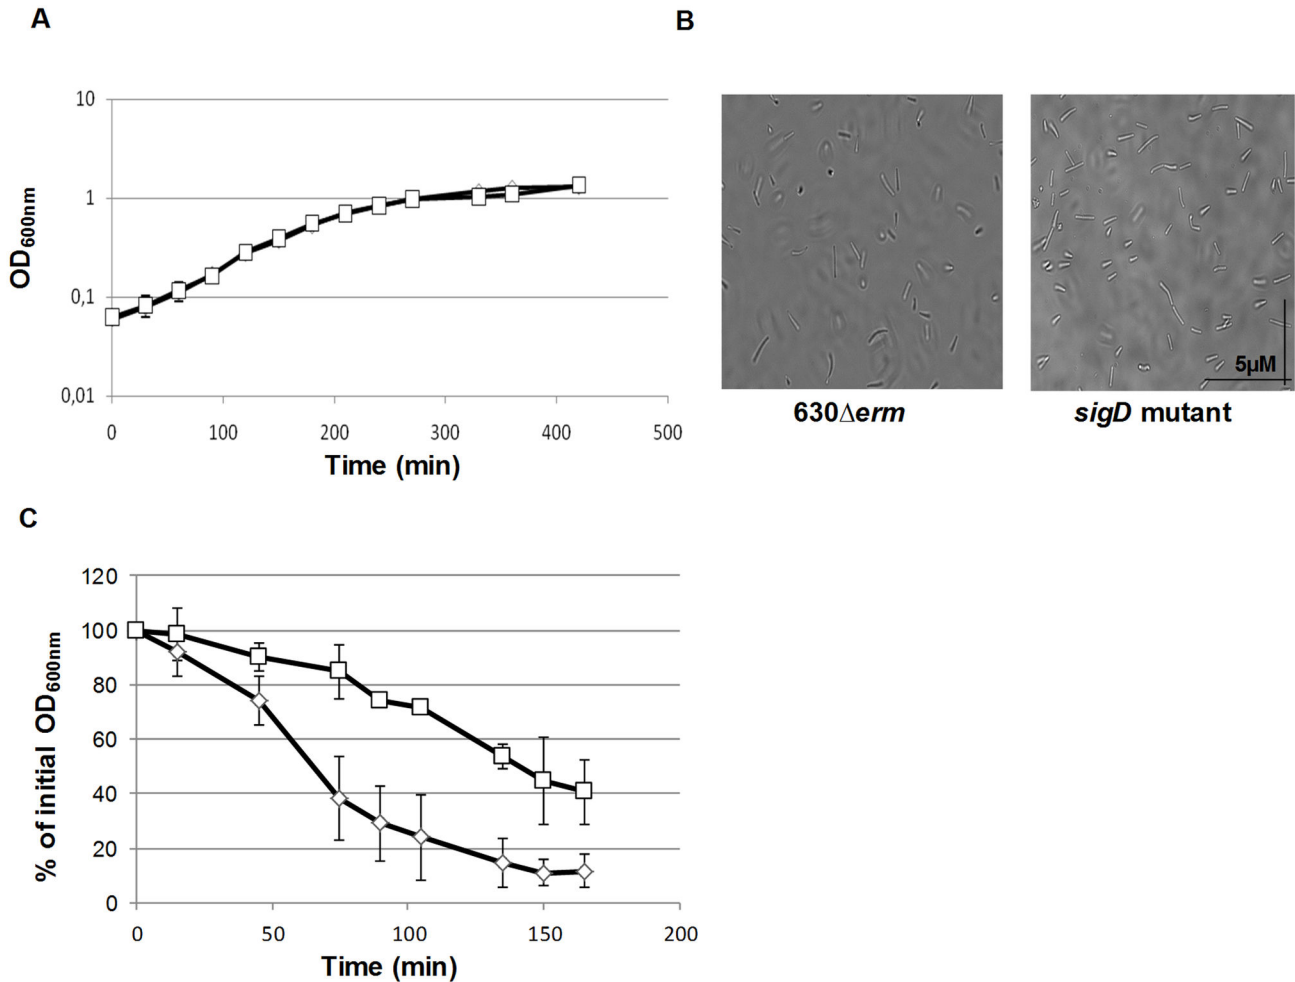 A
B
10
1
0,1
0,01
OD600nm
0
100
200
300
400
500
Time (min)
5µM
630Δerm
sigD mutant
C
120
100
80
60
40
20
0
% of initial OD600nm
0
50
100
150
200
Time (min)